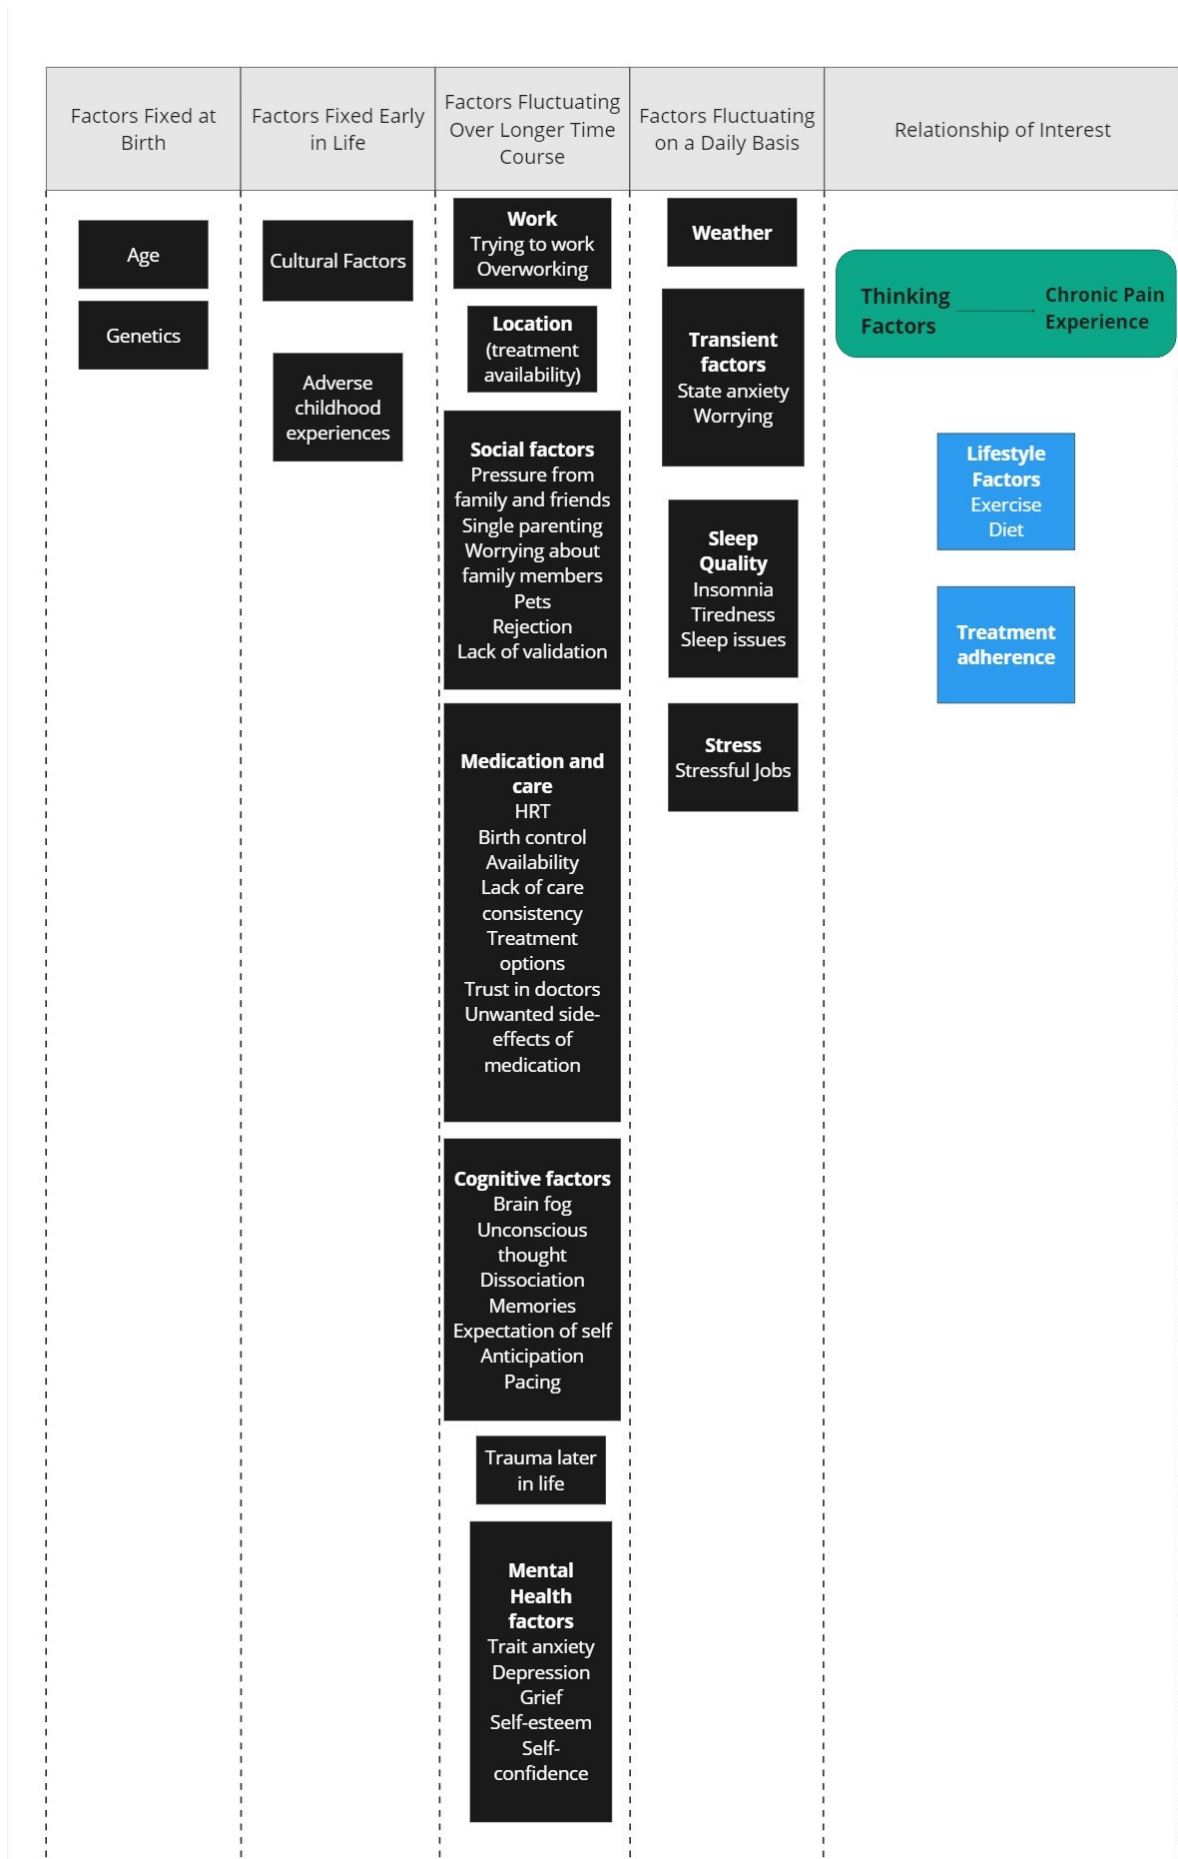 Factors Fixed at
Birth
Factors Fixed Early
in Life
Factors Fluctuating
Over Longer Time
Course
Factors Fluctuating
on a Daily Basis
Relationship of Interest
Age
Genetics
Cultural Factors
Adverse
childhood
experiences
Work
Trying to work
Overworking
Location
(treatment
availability)
Social factors
Pressure from
family and friends
Single parenting
Worrying about
family members
Pets
Rejection
Lack of validation
Medication and
care
HRT
Birth control
Availability
Lack of care
consistency
Treatment
options
Trust in doctors
Unwanted side-
effects of
medication
Cognitive factors
Brain fog
Unconscious
thought
Dissociation
Memories
Expectation of self
Anticipation
Pacing
Trauma later
in life
Mental
Health
factors
Trait anxiety
Depression
Grief
Self-esteem
Self-
confidence
Weather
Transient
factors
State anxiety
Worrying
Sleep
Quality
Insomnia
Tiredness
Sleep issues
Stress
Stressful Jobs
Thinking
Factors
Chronic Pain
Experience
Lifestyle
Factors
Exercise
Diet
Treatment
adherence